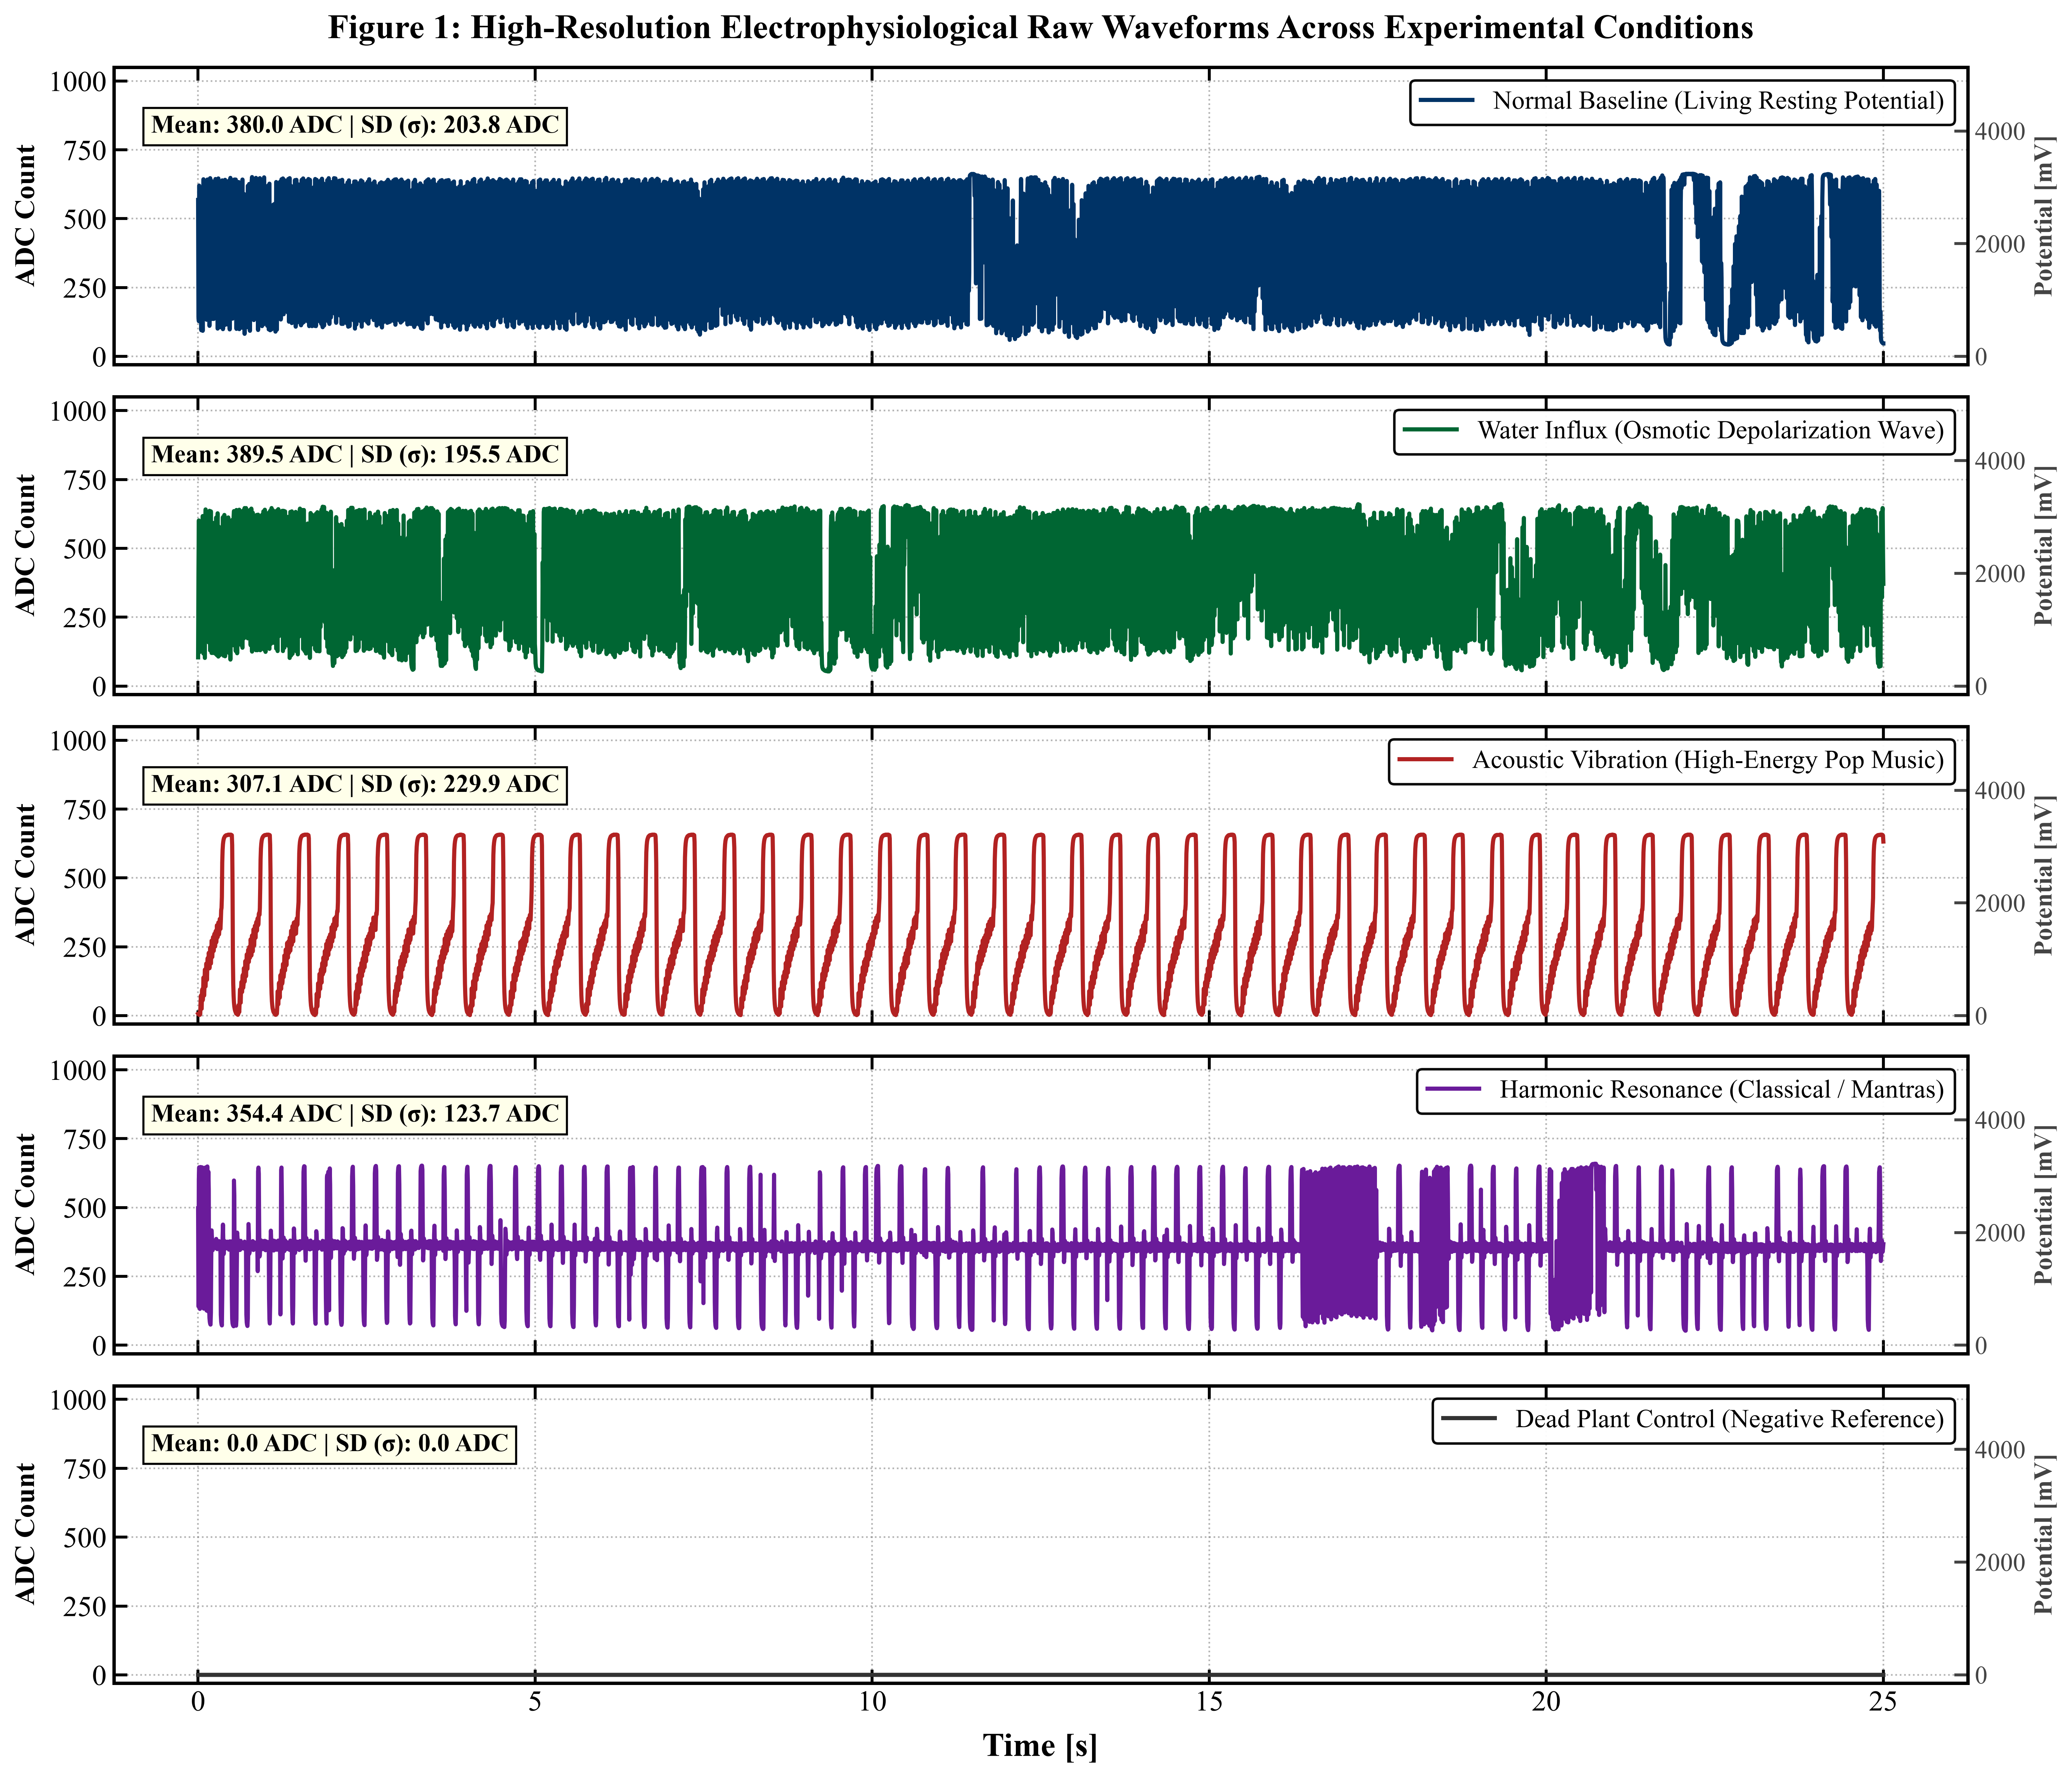 Figure 1: High-Resolution Electrophysiological Raw Waveforms Across Experimental Conditions
1000
750
500
250
0
ADC Count
Mean: 380.0 ADC | SD (σ): 203.8 ADC
Normal Baseline (Living Resting Potential)
4000
2000
0
Potential [mV]
1000
750
500
250
0
ADC Count
Mean: 389.5 ADC | SD (σ): 195.5 ADC
Water Influx (Osmotic Depolarization Wave)
4000
2000
0
Potential [mV]
1000
750
500
250
0
ADC Count
Mean: 307.1 ADC | SD (σ): 229.9 ADC
Acoustic Vibration (High-Energy Pop Music)
4000
2000
0
Potential [mV]
1000
750
500
250
0
ADC Count
Mean: 354.4 ADC | SD (σ): 123.7 ADC
Harmonic Resonance (Classical / Mantras)
4000
2000
0
Potential [mV]
1000
750
500
250
0
ADC Count
Mean: 0.0 ADC | SD (σ): 0.0 ADC
Dead Plant Control (Negative Reference)
4000
2000
0
Potential [mV]
0 5 10 15 20 25
Time [s]